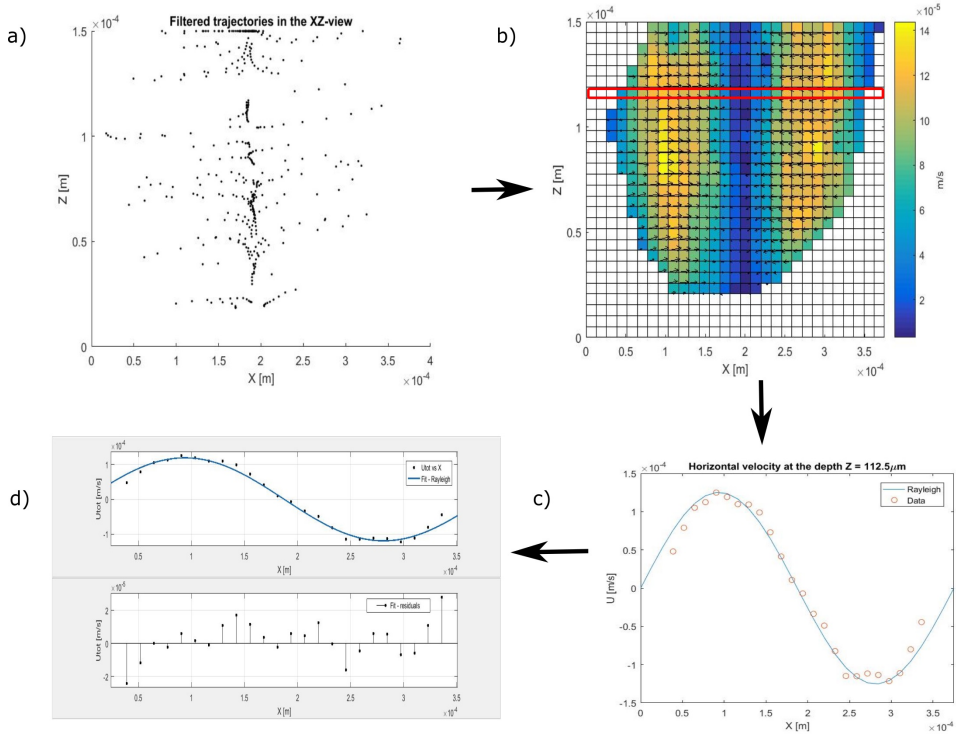 a)
Filtered trajectories in the XZ-view
×10⁻⁴
1.5
1
0.5
0
Z [m]
0 0.5 1 1.5 2 2.5 3 3.5 4
X [m]
×10⁻⁴
b)
×10⁻⁴
1.5
1
0.5
0
Z [m]
0 0.5 1 1.5 2 2.5 3 3.5
X [m]
×10⁻⁴
×10⁻⁵
14
12
10
8
6
4
2
m/s
d)
×10⁻⁴
1
0
-1
Utot [m/s]
Utot vs X
Fit - Rayleigh
0.5 1 1.5 2 2.5 3 3.5
X [m]
×10⁻⁴
×10⁻⁵
2
0
-2
Utot [m/s]
Fit - residuals
0.5 1 1.5 2 2.5 3 3.5
X [m]
×10⁻⁴
c)
Horizontal velocity at the depth Z = 112.5μm
×10⁻⁴
1.5
1
0.5
0
-0.5
-1
-1.5
U [m/s]
Rayleigh
Data
0 0.5 1 1.5 2 2.5 3 3.5
X [m]
×10⁻⁴